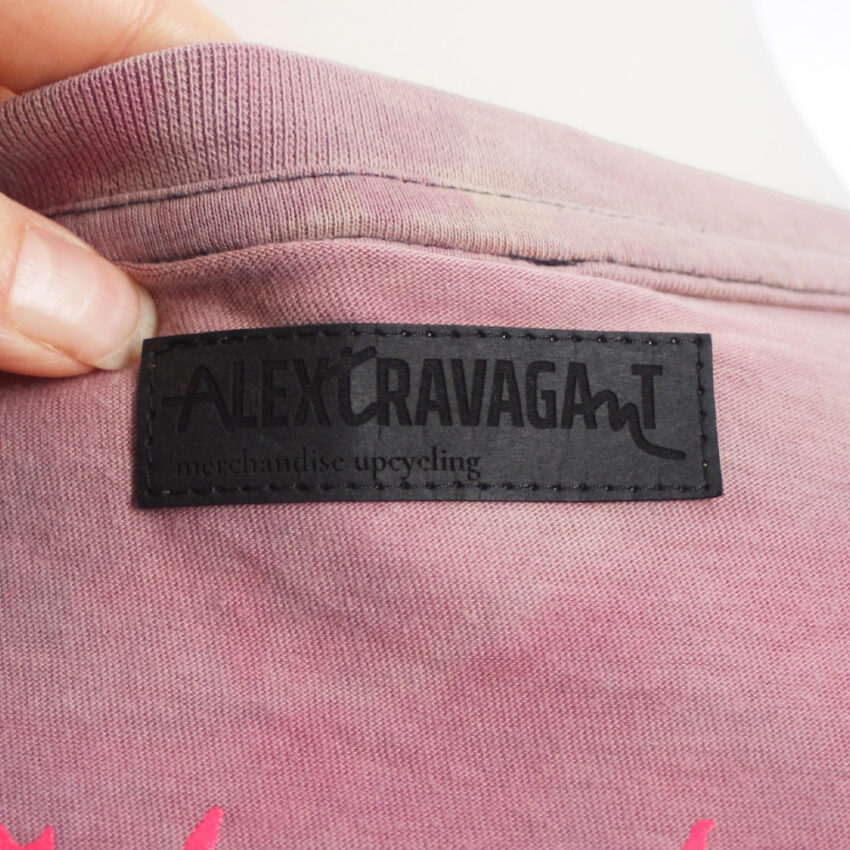 ALEXTRAVAGANT
merchandise upcycling